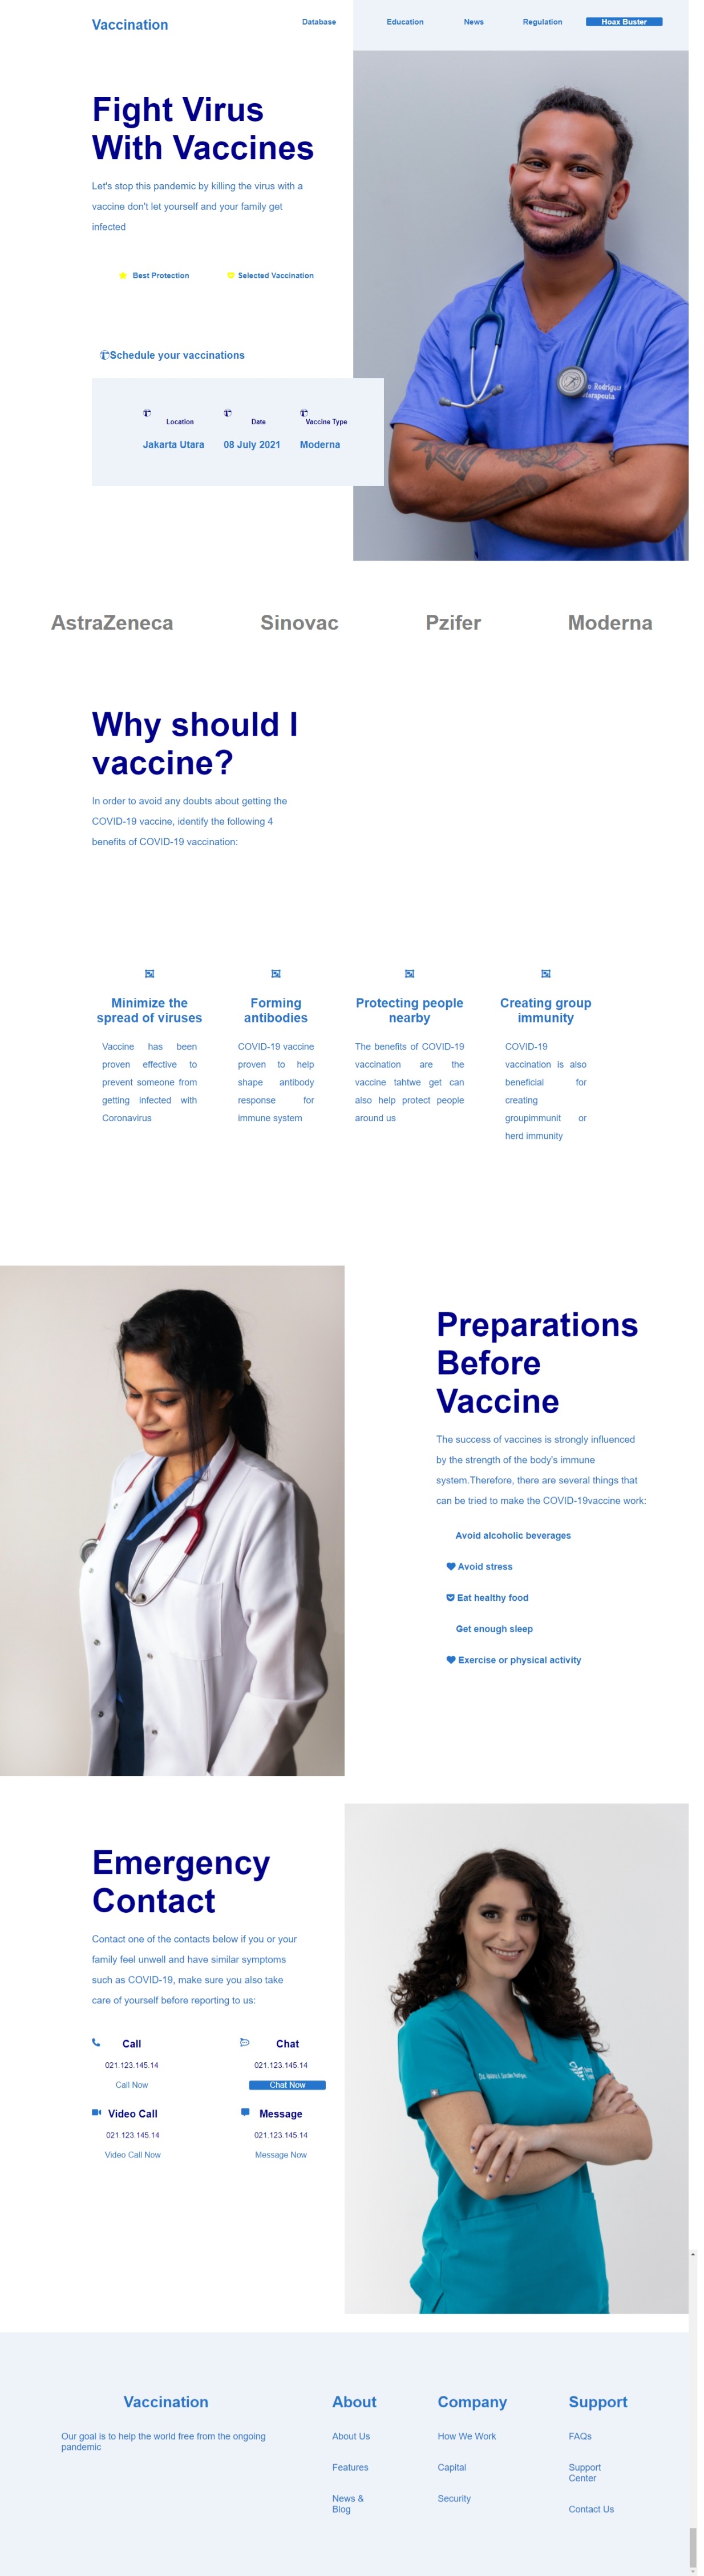 Vaccination
Database
Education
News
Regulation
Hoax Buster
Fight Virus
With Vaccines
Let's stop this pandemic by killing the virus with a
vaccine don't let yourself and your family get
infected
Best Protection
Selected Vaccination
Schedule your vaccinations
Location
Date
Vaccine Type
Jakarta Utara
08 July 2021
Moderna
AstraZeneca
Sinovac
Pzifer
Moderna
Why should I
vaccine?
In order to avoid any doubts about getting the
COVID-19 vaccine, identify the following 4
benefits of COVID-19 vaccination:
Minimize the
spread of viruses
Vaccine has been
proven effective to
prevent someone from
getting infected with
Coronavirus
Forming
antibodies
COVID-19 vaccine
proven to help
shape antibody
response for
immune system
Protecting people
nearby
The benefits of COVID-19
vaccination are the
vaccine tahtwe get can
also help protect people
around us
Creating group
immunity
COVID-19
vaccination is also
beneficial for
creating
groupimmunit or
herd immunity
Preparations
Before
Vaccine
The success of vaccines is strongly influenced
by the strength of the body's immune
system.Therefore, there are several things that
can be tried to make the COVID-19vaccine work:
Avoid alcoholic beverages
Avoid stress
Eat healthy food
Get enough sleep
Exercise or physical activity
Emergency
Contact
Contact one of the contacts below if you or your
family feel unwell and have similar symptoms
such as COVID-19, make sure you also take
care of yourself before reporting to us:
Call
021.123.145.14
Call Now
Chat
021.123.145.14
Chat Now
Video Call
021.123.145.14
Video Call Now
Message
021.123.145.14
Message Now
Vaccination
Our goal is to help the world free from the ongoing
pandemic
About
About Us
Features
News &
Blog
Company
How We Work
Capital
Security
Support
FAQs
Support
Center
Contact Us